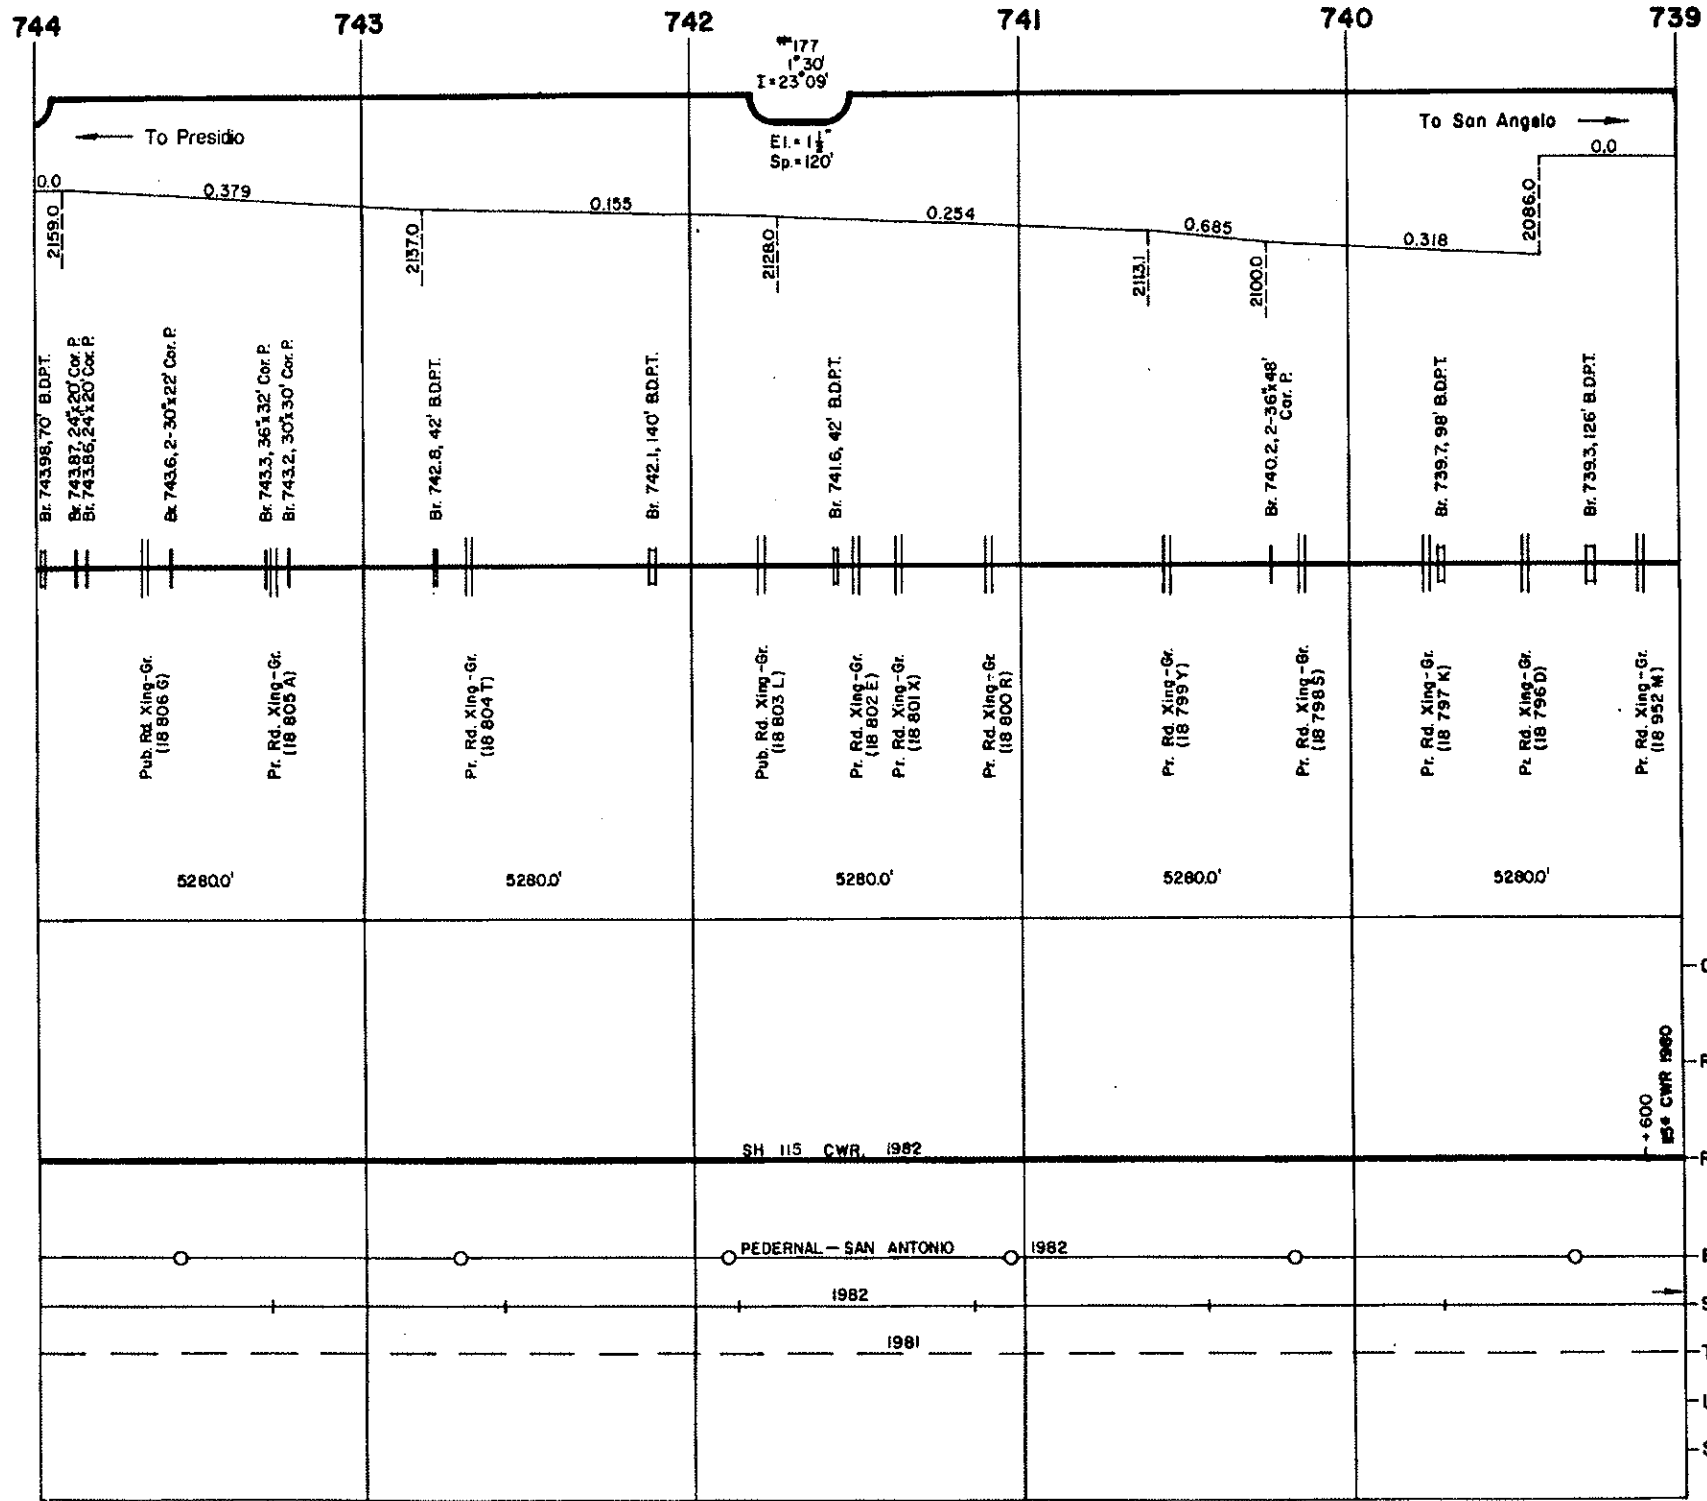 744 743 742 741 740 739
#177
1°30'
I=23°09'
To Presidio
To San Angelo
Sp.=120'
0.0 0.379 0.155 0.254 0.685 0.318 0.0
2159.0
2137.0
2128.0
2113.1
2100.0
2086.0
Br. 743.98, 70' B.D.P.T.
Br. 743.87, 24"x20' Cor. P.
Br. 743.86, 24"x20' Cor. P.
Br. 743.6, 2-30"x22' Cor. P.
Br. 743.3, 36"x32' Cor. P.
Br. 743.2, 30"x30' Cor. P.
Br. 742.8, 42' B.D.P.T.
Br. 742.1, 140' B.D.P.T.
Br. 741.6, 42' B.D.P.T.
Br. 740.2, 2-36"x48'
Cor. P.
Br. 739.7, 98' B.D.P.T.
Br. 739.3, 126' B.D.P.T.
Pub. Rd. Xing-Gr.
(18 806 G)
Pr. Rd. Xing-Gr.
(18 805 A)
Pr. Rd. Xing-Gr.
(18 804 T)
Pub. Rd. Xing-Gr.
(18 803 L)
Pr. Rd. Xing-Gr.
(18 802 E)
Pr. Rd. Xing-Gr.
(18 801 X)
Pr. Rd. Xing-Gr.
(18 800 R)
Pr. Rd. Xing-Gr.
(18 799 Y)
Pr. Rd. Xing-Gr.
(18 798 S)
Pr. Rd. Xing-Gr.
(18 797 K)
Pr. Rd. Xing-Gr.
(18 796 D)
Pr. Rd. Xing-Gr.
(18 952 M)
5280.0' 5280.0' 5280.0' 5280.0' 5280.0'
+600
115# CWR 1980
SH 115 CWR, 1982
PEDERNAL—SAN ANTONIO 1982
1982
1981